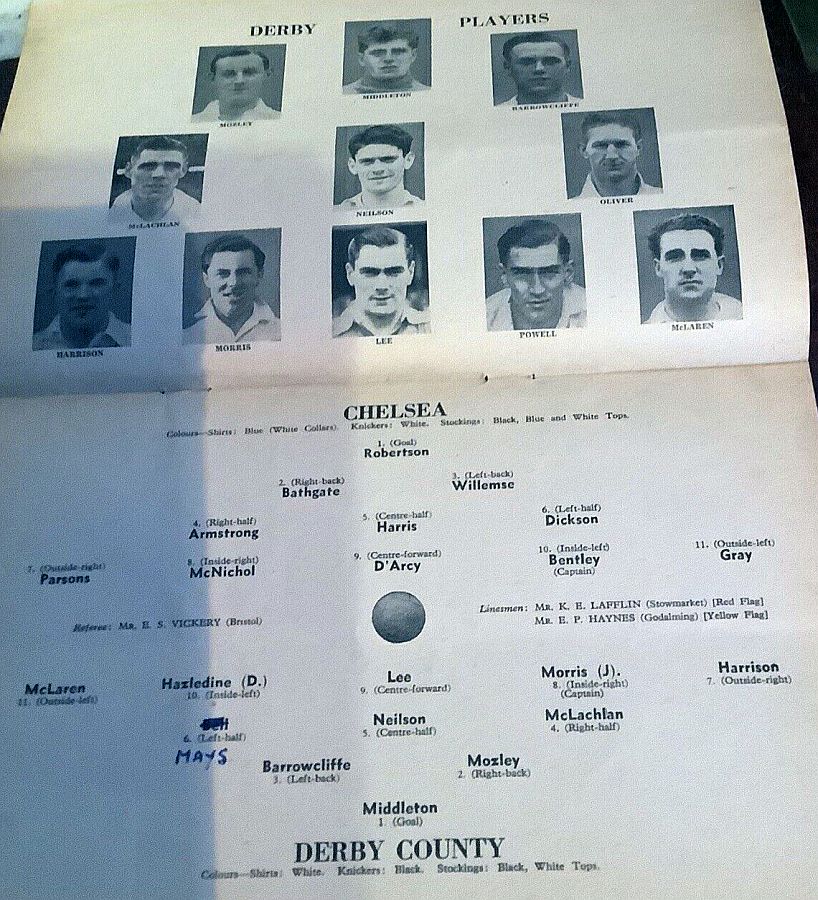 DERBY PLAYERS
MOZLEY
MIDDLETON
BARROWCLIFFE
McLACHLAN
NEILSON
OLIVER
HARRISON
MORRIS
LEE
POWELL
McLAREN
1
CHELSEA
Colours—Shirts: Blue (White Collars). Knickers: White. Stockings: Black, Blue and White Tops.
1. (Goal)
Robertson
2. (Right-back)
Bathgate
3. (Left-back)
Willemse
4. (Right-half)
Armstrong
5. (Centre-half)
Harris
6. (Left-half)
Dickson
7. (Outside-right)
Parsons
8. (Inside-right)
McNichol
9. (Centre-forward)
D'Arcy
10. (Inside-left)
Bentley
(Captain)
11. (Outside-left)
Gray
Referee: Mr. E. S. VICKERY (Bristol)
Linesmen: Mr. K. E. LAFFLIN (Stowmarket) [Red Flag]
Mr. E. P. HAYNES (Godalming) [Yellow Flag]
McLaren
11. (Outside-left)
Hazledine (D.)
10. (Inside-left)
Lee
9. (Centre-forward)
Morris (J).
8. (Inside-right)
(Captain)
Harrison
7. (Outside-right)
6. (Left-half)
MAYS
Neilson
5. (Centre-half)
McLachlan
4. (Right-half)
Barrowcliffe
3. (Left-back)
Mozley
2. (Right-back)
Middleton
1. (Goal)
DERBY COUNTY
Colours—Shirts: White. Knickers: Black. Stockings: Black, White Tops.